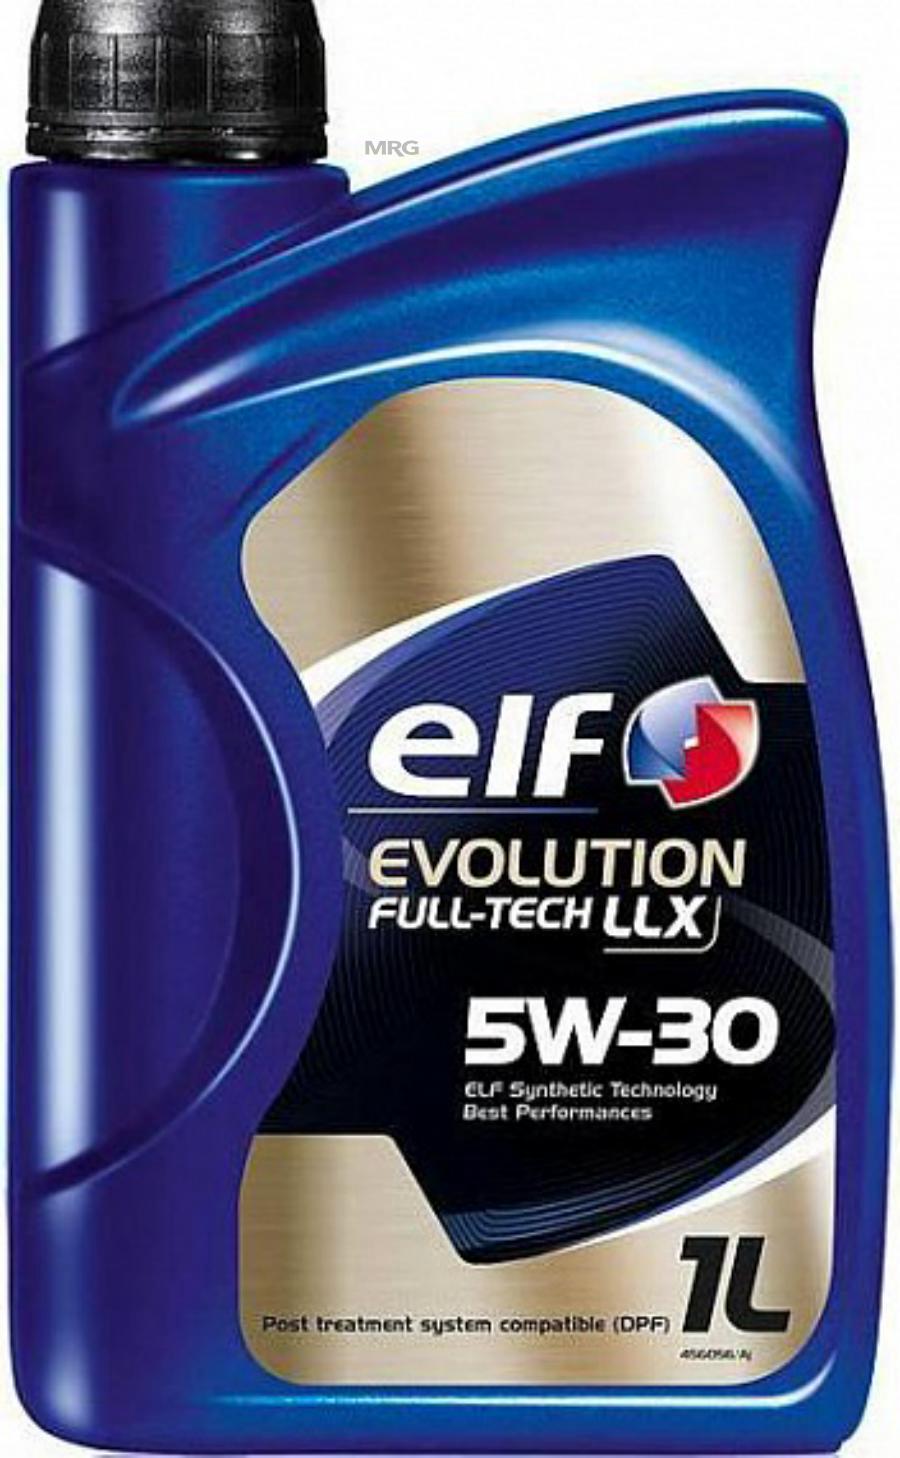 MRG
elf
EVOLUTION
FULL-TECH LLX
5W-30
ELF Synthetic Technology
Best Performances
1L
Post treatment system compatible (DPF)